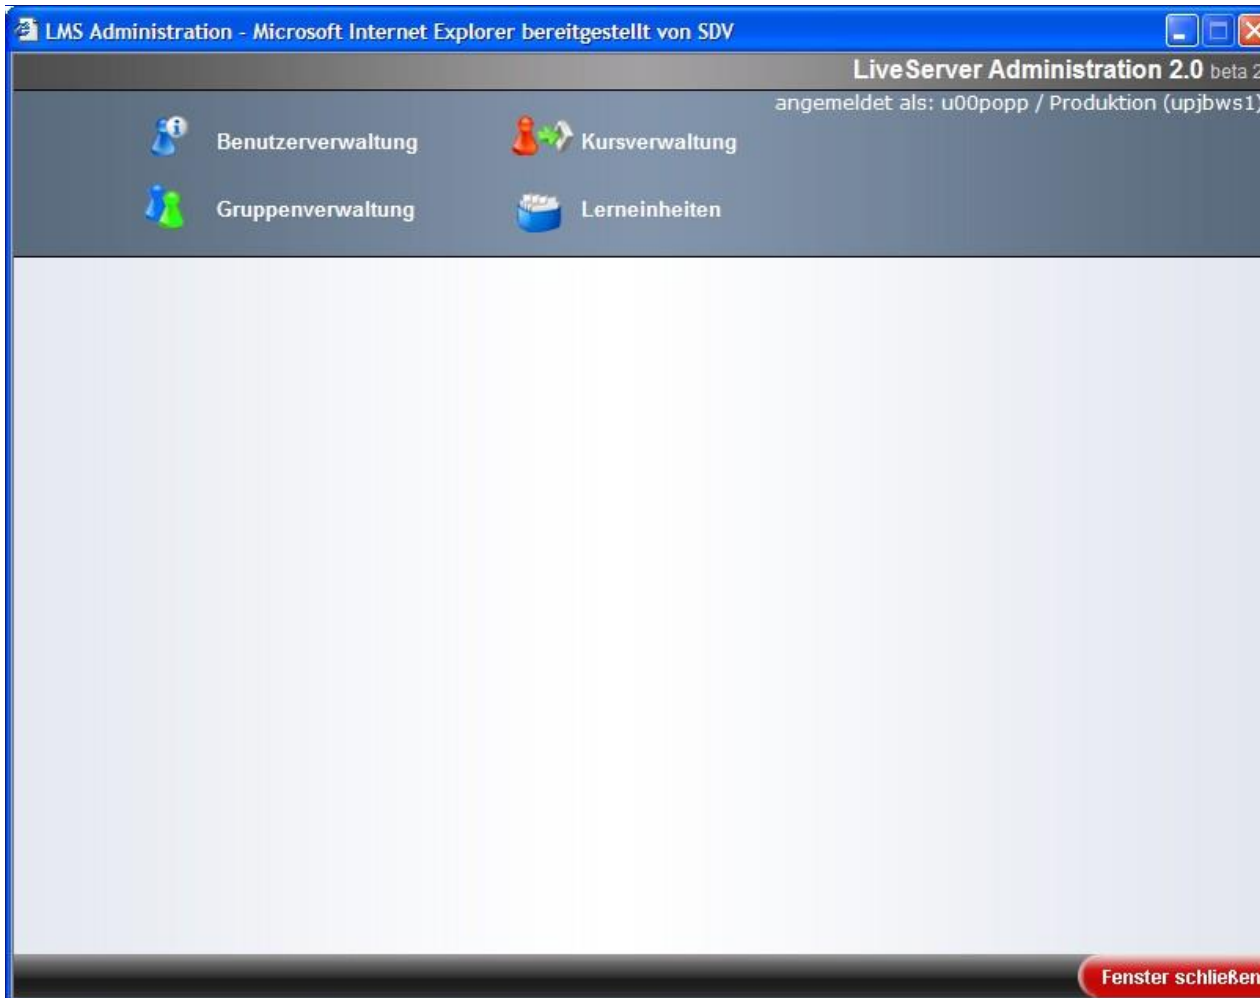 LMS Administration - Microsoft Internet Explorer bereitgestellt von SDV
LiveServer Administration 2.0 beta 2
angemeldet als: u00popp / Produktion (upjbws1)
Benutzerverwaltung
Kursverwaltung
Gruppenverwaltung
Lerneinheiten
Fenster schließen